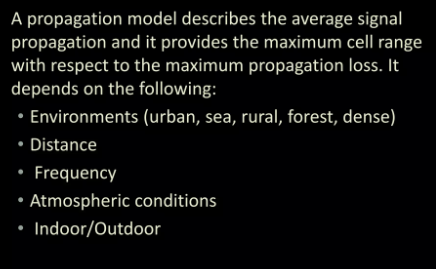 A propagation model describes the average signal
propagation and it provides the maximum cell range
with respect to the maximum propagation loss. It
depends on the following:
• Environments (urban, sea, rural, forest, dense)
• Distance
• Frequency
• Atmospheric conditions
• Indoor/Outdoor